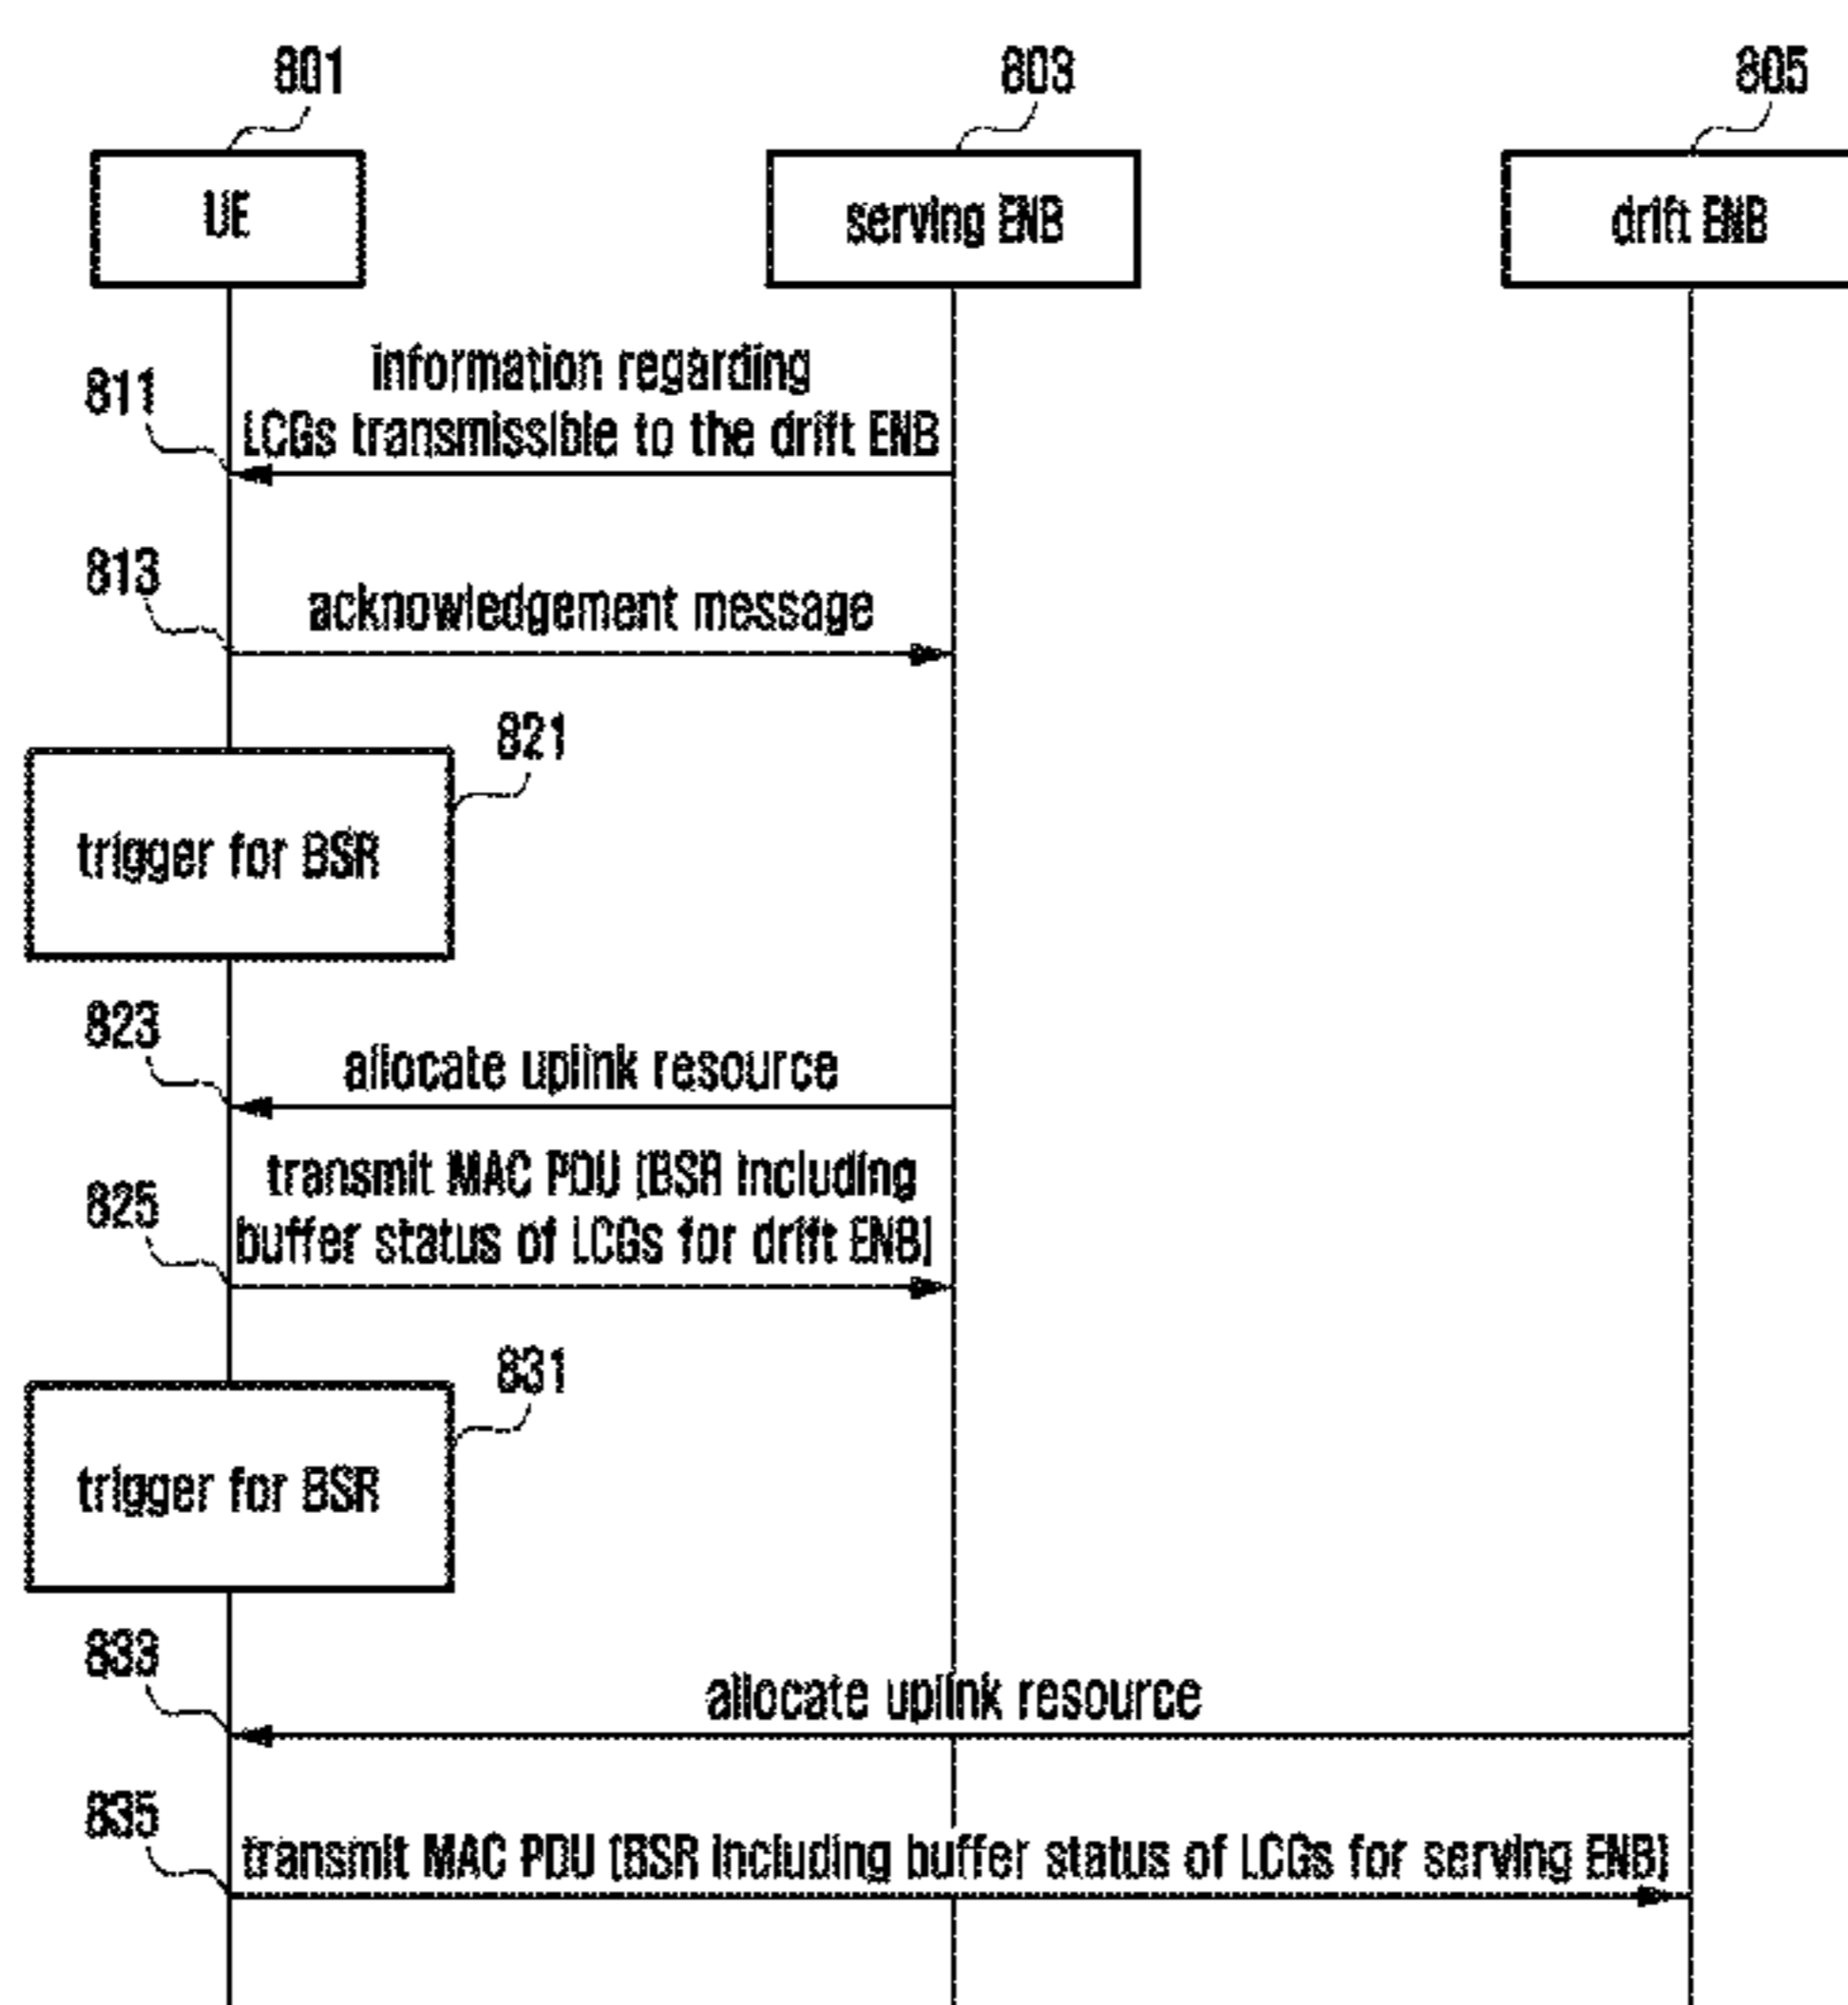 801
803
805
UE
serving ENB
drift ENB
811
information regarding
LCGs transmissible to the drift ENB
813
acknowledgement message
821
trigger for BSR
823
allocate uplink resource
825
transmit MAC PDU (BSR including
buffer status of LCGs for drift ENB)
831
trigger for BSR
833
allocate uplink resource
835
transmit MAC PDU (BSR including buffer status of LCGs for serving ENB)